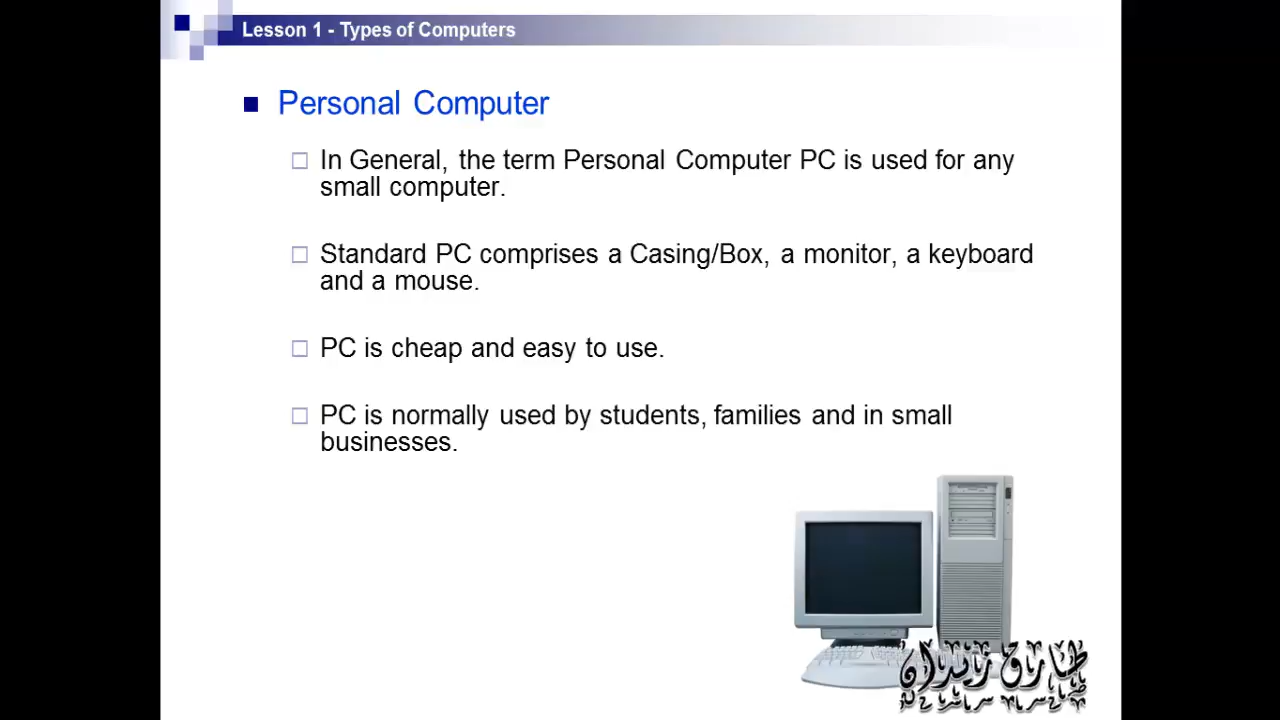 Lesson 1 - Types of Computers
Personal Computer
In General, the term Personal Computer PC is used for any
small computer.
Standard PC comprises a Casing/Box, a monitor, a keyboard
and a mouse.
PC is cheap and easy to use.
PC is normally used by students, families and in small
businesses.
طارق زيدان